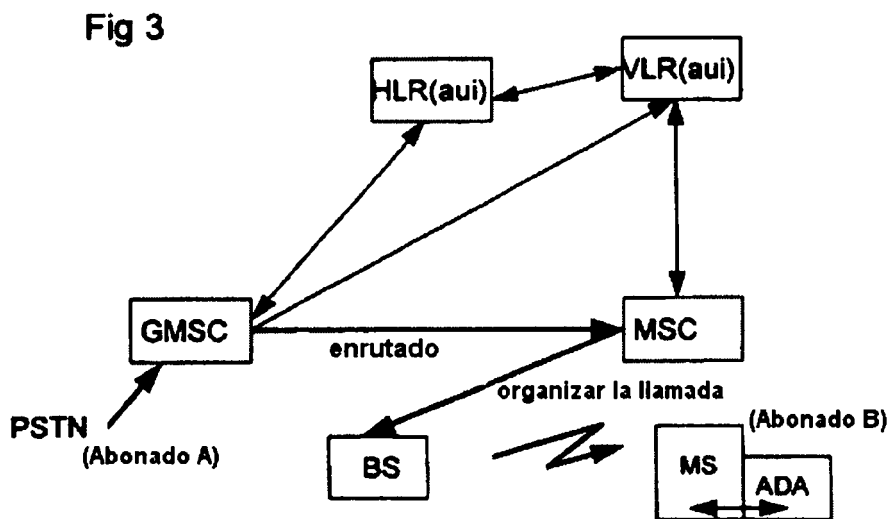 Fig 3
HLR(aui)
VLR(aui)
GMSC
MSC
enrutado
organizar la llamada
PSTN
(Abonado A)
BS
(Abonado B)
MS
ADA